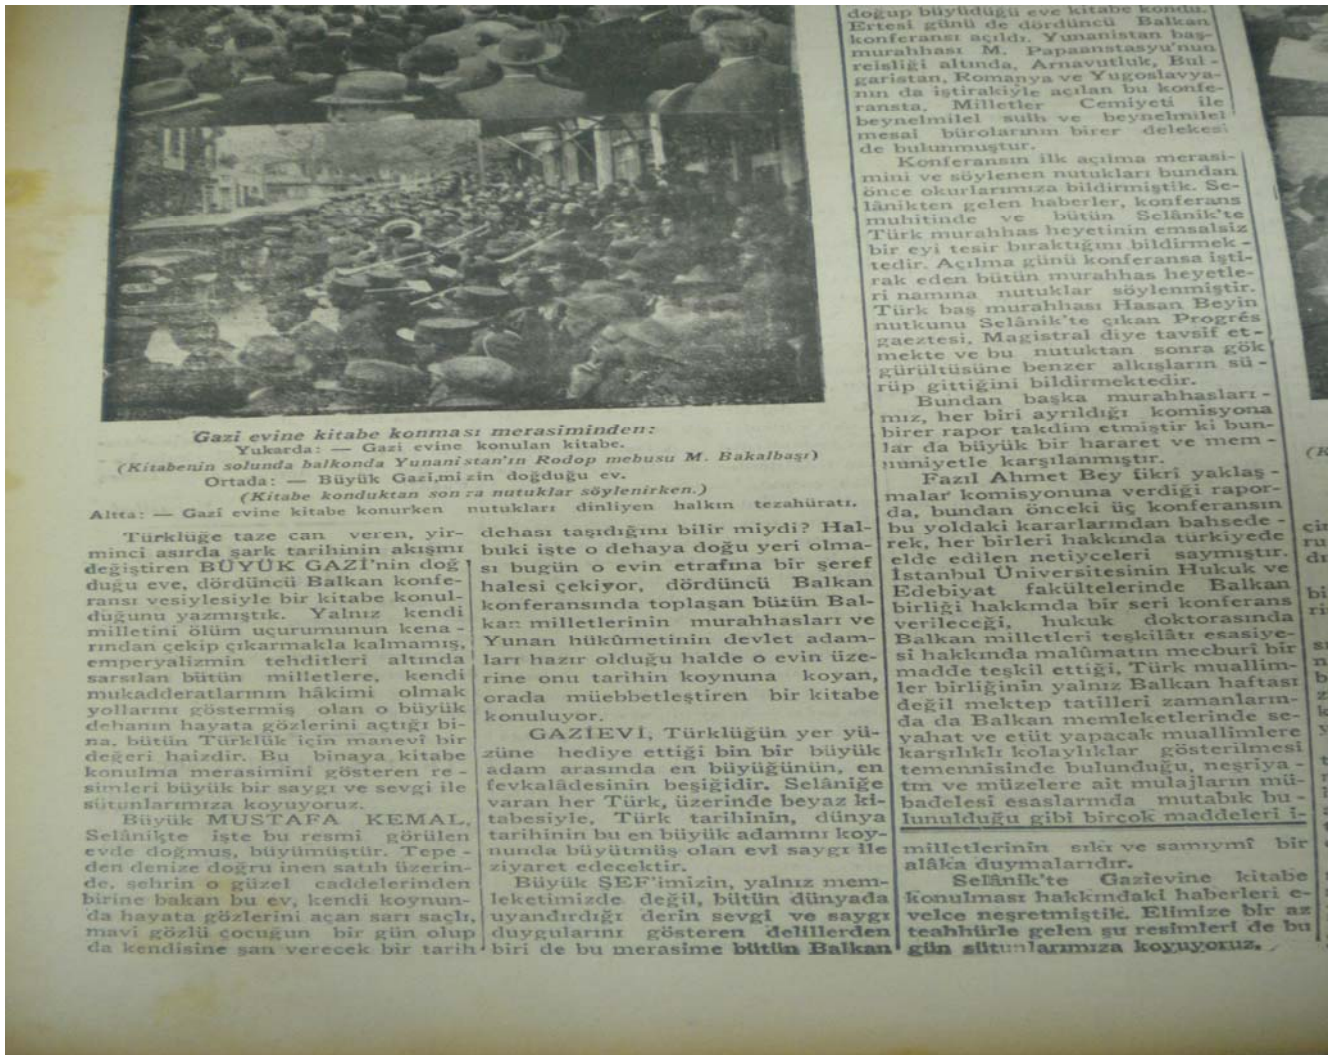 Gazi evine kitabe konması merasiminden:
Yukarda: — Gazi evine konulan kitabe.
(Kitabenin solunda balkonda Yunanistan'ın Rodop mebusu M. Bakalbaşı)
Ortada: — Büyük Gazi,mizin doğduğu ev.
(Kitabe konduktan sonra nutuklar söylenirken.)
Altta: — Gazi evine kitabe konurken nutukları dinliyen halkın tezahüratı.
Türklüğe taze can veren, yir-
minci asırda şark tarihinin akışmı
değiştiren BÜYÜK GAZİ'nin doğ
duğu eve, dördüncü Balkan konfe-
ransı vesiylesiyle bir kitabe konul-
duğunu yazmıştık. Yalnız kendi
milletini ölüm uçurumunun kena-
rından çekip çıkarmakla kalmamış,
emperyalizmin tehditleri altında
sarsılan bütün milletlere, kendi
mukadderatlarının hâkimi olmak
yollarını göstermiş olan o büyük
dehanın hayata gözlerini açtığı bi-
na, bütün Türklük için manevî bir
değeri haizdir. Bu binaya kitabe
konulma merasimini gösteren re-
simleri büyük bir saygı ve sevgi ile
sütunlarımıza koyuyoruz.
Büyük MUSTAFA KEMAL,
Selânikte işte bu resmi görülen
evde doğmuş, büyümüştür. Tepe-
den denize doğru inen satıh üzerin-
de, şehrin o güzel caddelerinden
birine bakan bu ev, kendi koynun-
da hayata gözlerini açan sarı saçlı,
mavi gözlü çocuğun bir gün olup
da kendisine şan verecek bir tarih
dehası taşıdığını bilir miydi? Hal-
buki işte o dehaya doğu yeri olma-
sı bugün o evin etrafına bir şeref
halesi çekiyor, dördüncü Balkan
konferansında toplaşan bütün Bal-
kan milletlerinin murahhasları ve
Yunan hükûmetinin devlet adam-
ları hazır olduğu halde o evin üze-
rine onu tarihin koynuna koyan,
orada müebbetleştiren bir kitabe
konuluyor.
GAZİEVİ, Türklüğün yer yü-
züne hediye ettiği bin bir büyük
adam arasında en büyüğünün, en
fevkalâdesinin beşiğidir. Selâniğe
varan her Türk, üzerinde beyaz ki-
tabesiyle, Türk tarihinin, dünya
tarihinin bu en büyük adamını koy-
nunda büyütmüş olan evi saygı ile
ziyaret edecektir.
Büyük ŞEF'imizin, yalnız mem-
leketimizde değil, bütün dünyada
uyandırdığı derin sevgi ve saygı
duygularını gösteren delillerden
biri de bu merasime bütün Balkan
doğup büyüdüğü eve kitabe kondu.
Ertesi günü de dördüncü Balkan
konferansı açıldı. Yunanistan baş-
murahhası M. Papaanstasyu'nun
reisliği altında, Arnavutluk, Bul-
garistan, Romanya ve Yugoslavya-
nın da iştirakiyle açılan bu konfe-
ransta, Milletler Cemiyeti ile
beynelmilel sulh ve beynelmilel
mesai bürolarının birer delekesi
de bulunmuştur.
Konferansın ilk açılma merasi-
mini ve söylenen nutukları bundan
önce okurlarımıza bildirmiştik. Se-
lânikten gelen haberler, konferans
muhitinde ve bütün Selânik'te
Türk murahhas heyetinin emsalsiz
bir eyi tesir bıraktığını bildirmek-
tedir. Açılma günü konferansa işti-
rak eden bütün murahhas heyetle-
ri namına nutuklar söylenmiştir.
Türk baş murahhası Hasan Beyin
nutkunu Selânik'te çıkan Progrés
gaeztesi, Magistral diye tavsif et-
mekte ve bu nutuktan sonra gök
gürültüsüne benzer alkışların sü-
rüp gittiğini bildirmektedir.
Bundan başka murahhasları-
mız, her biri ayrıldığı komisyona
birer rapor takdim etmiştir ki bun-
lar da büyük bir hararet ve mem-
nuniyetle karşılanmıştır.
Fazıl Ahmet Bey fikrî yaklaş-
malar komisyonuna verdiği rapor-
da, bundan önceki üç konferansın
bu yoldaki kararlarından bahsede-
rek, her birleri hakkında türkiyede
elde edilen netiyceleri saymıştır.
İstanbul Üniversitesinin Hukuk ve
Edebiyat fakültelerinde Balkan
birliği hakkmda bir seri konferans
verileceği, hukuk doktorasında
Balkan milletleri teşkilâtı esasiye-
si hakkında malûmatın mecburî bir
madde teşkil ettiği, Türk muallim-
ler birliğinin yalnız Balkan haftası
değil mektep tatilleri zamanların-
da da Balkan memleketlerinde se-
yahat ve etüt yapacak muallimlere
karşılıklı kolaylıklar gösterilmesi
temennisinde bulunduğu, neşriya-
tın ve müzelere ait mulajların mü-
badelesi esaslarında mutabık bu-
lunulduğu gibi birçok maddeleri i-
milletlerinin sıkı ve samıymî bir
alâka duymalarıdır.
Selânik'te Gazievine kitabe
konulması hakkındaki haberleri e-
velce neşretmiştik. Elimize bir az
teahhürle gelen şu resimleri de bu
gün sütunlarımıza koyuyoruz.